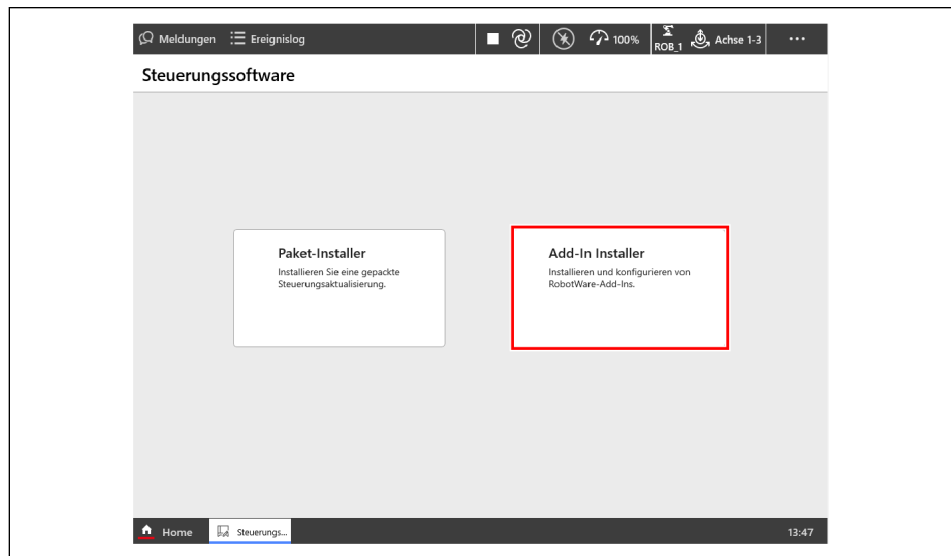 Meldungen Ereignislog 100% ROB_1 Achse 1-3 ...
Steuerungssoftware
Paket-Installer
Installieren Sie eine gepackte
Steuerungsaktualisierung.
Add-In Installer
Installieren und konfigurieren von
RobotWare-Add-Ins.
Home Steuerungs... 13:47